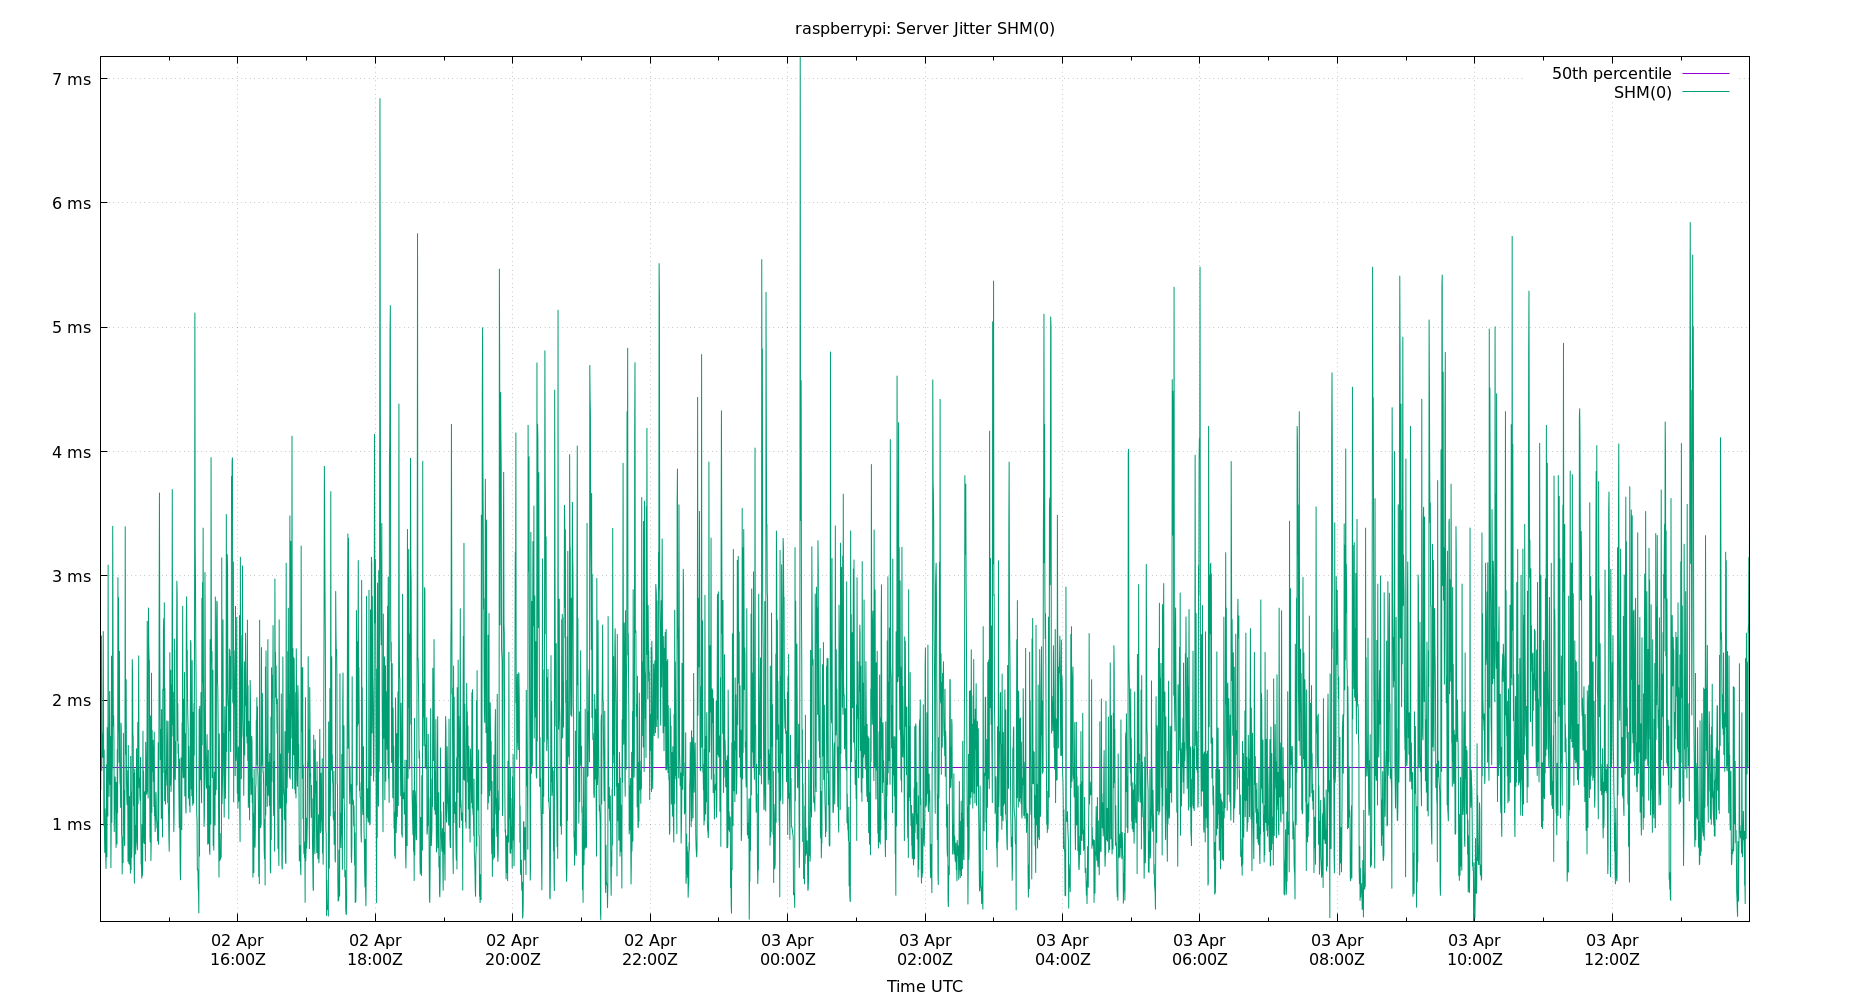 raspberrypi: Server Jitter SHM(0)
50th percentile
SHM(0)
7 ms
6 ms
5 ms
4 ms
3 ms
2 ms
1 ms
02 Apr 02 Apr 02 Apr 02 Apr 03 Apr 03 Apr 03 Apr 03 Apr 03 Apr 03 Apr 03 Apr
16:00Z 18:00Z 20:00Z 22:00Z 00:00Z 02:00Z 04:00Z 06:00Z 08:00Z 10:00Z 12:00Z
Time UTC